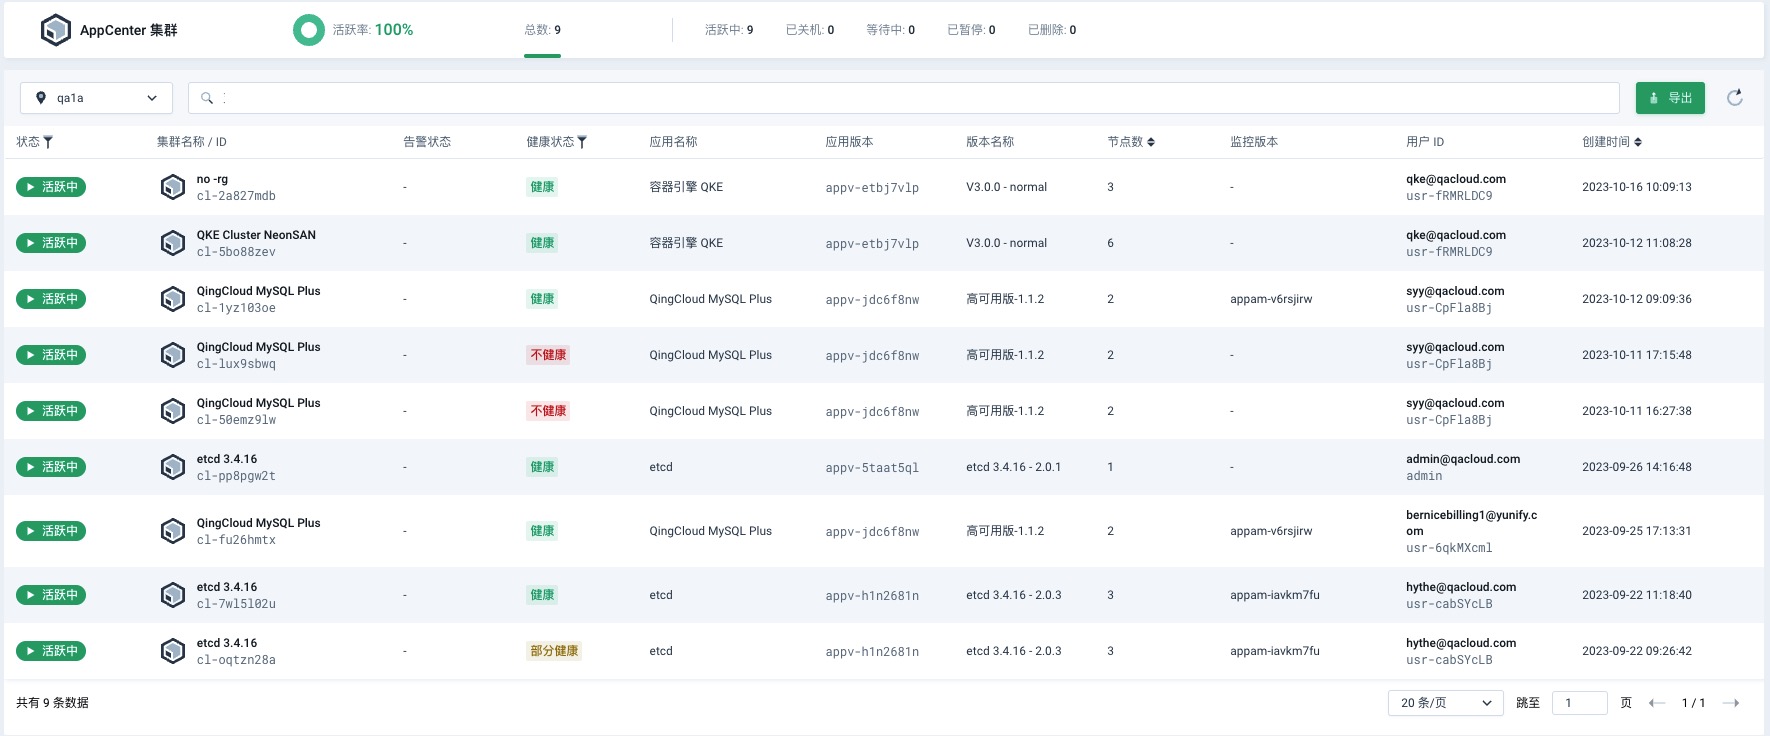 AppCenter 集群 活跃率: 100% 总数: 9 活跃中: 9 已关机: 0 等待中: 0 已暂停: 0 已删除: 0
qa1a 导出
状态 集群名称 / ID 告警状态 健康状态 应用名称 应用版本 版本名称 节点数 监控版本 用户 ID 创建时间
活跃中 no -rg - 健康 容器引擎 QKE appv-etbj7vlp V3.0.0 - normal 3 - qke@qacloud.com 2023-10-16 10:09:13
cl-2a827mdb usr-fRMRLDC9
活跃中 QKE Cluster NeonSAN - 健康 容器引擎 QKE appv-etbj7vlp V3.0.0 - normal 6 - qke@qacloud.com 2023-10-12 11:08:28
cl-5bo88zev usr-fRMRLDC9
活跃中 QingCloud MySQL Plus - 健康 QingCloud MySQL Plus appv-jdc6f8nw 高可用版-1.1.2 2 appam-v6rsjirw syy@qacloud.com 2023-10-12 09:09:36
cl-1yz103oe usr-CpFla8Bj
活跃中 QingCloud MySQL Plus - 不健康 QingCloud MySQL Plus appv-jdc6f8nw 高可用版-1.1.2 2 - syy@qacloud.com 2023-10-11 17:15:48
cl-lux9sbwq usr-CpFla8Bj
活跃中 QingCloud MySQL Plus - 不健康 QingCloud MySQL Plus appv-jdc6f8nw 高可用版-1.1.2 2 - syy@qacloud.com 2023-10-11 16:27:38
cl-50emz9lw usr-CpFla8Bj
活跃中 etcd 3.4.16 - 健康 etcd appv-5taat5ql etcd 3.4.16 - 2.0.1 1 - admin@qacloud.com 2023-09-26 14:16:48
cl-pp8pgw2t admin
活跃中 QingCloud MySQL Plus - 健康 QingCloud MySQL Plus appv-jdc6f8nw 高可用版-1.1.2 2 appam-v6rsjirw bernicebilling1@yunify.c 2023-09-25 17:13:31
om
cl-fu26hmtx usr-6qkMXcml
活跃中 etcd 3.4.16 - 健康 etcd appv-h1n2681n etcd 3.4.16 - 2.0.3 3 appam-iavkm7fu hythe@qacloud.com 2023-09-22 11:18:40
cl-7wl5l02u usr-cabSYcLB
活跃中 etcd 3.4.16 - 部分健康 etcd appv-h1n2681n etcd 3.4.16 - 2.0.3 3 appam-iavkm7fu hythe@qacloud.com 2023-09-22 09:26:42
cl-oqtzn28a usr-cabSYcLB
共有 9 条数据 20 条/页 跳至 1 页 1 / 1